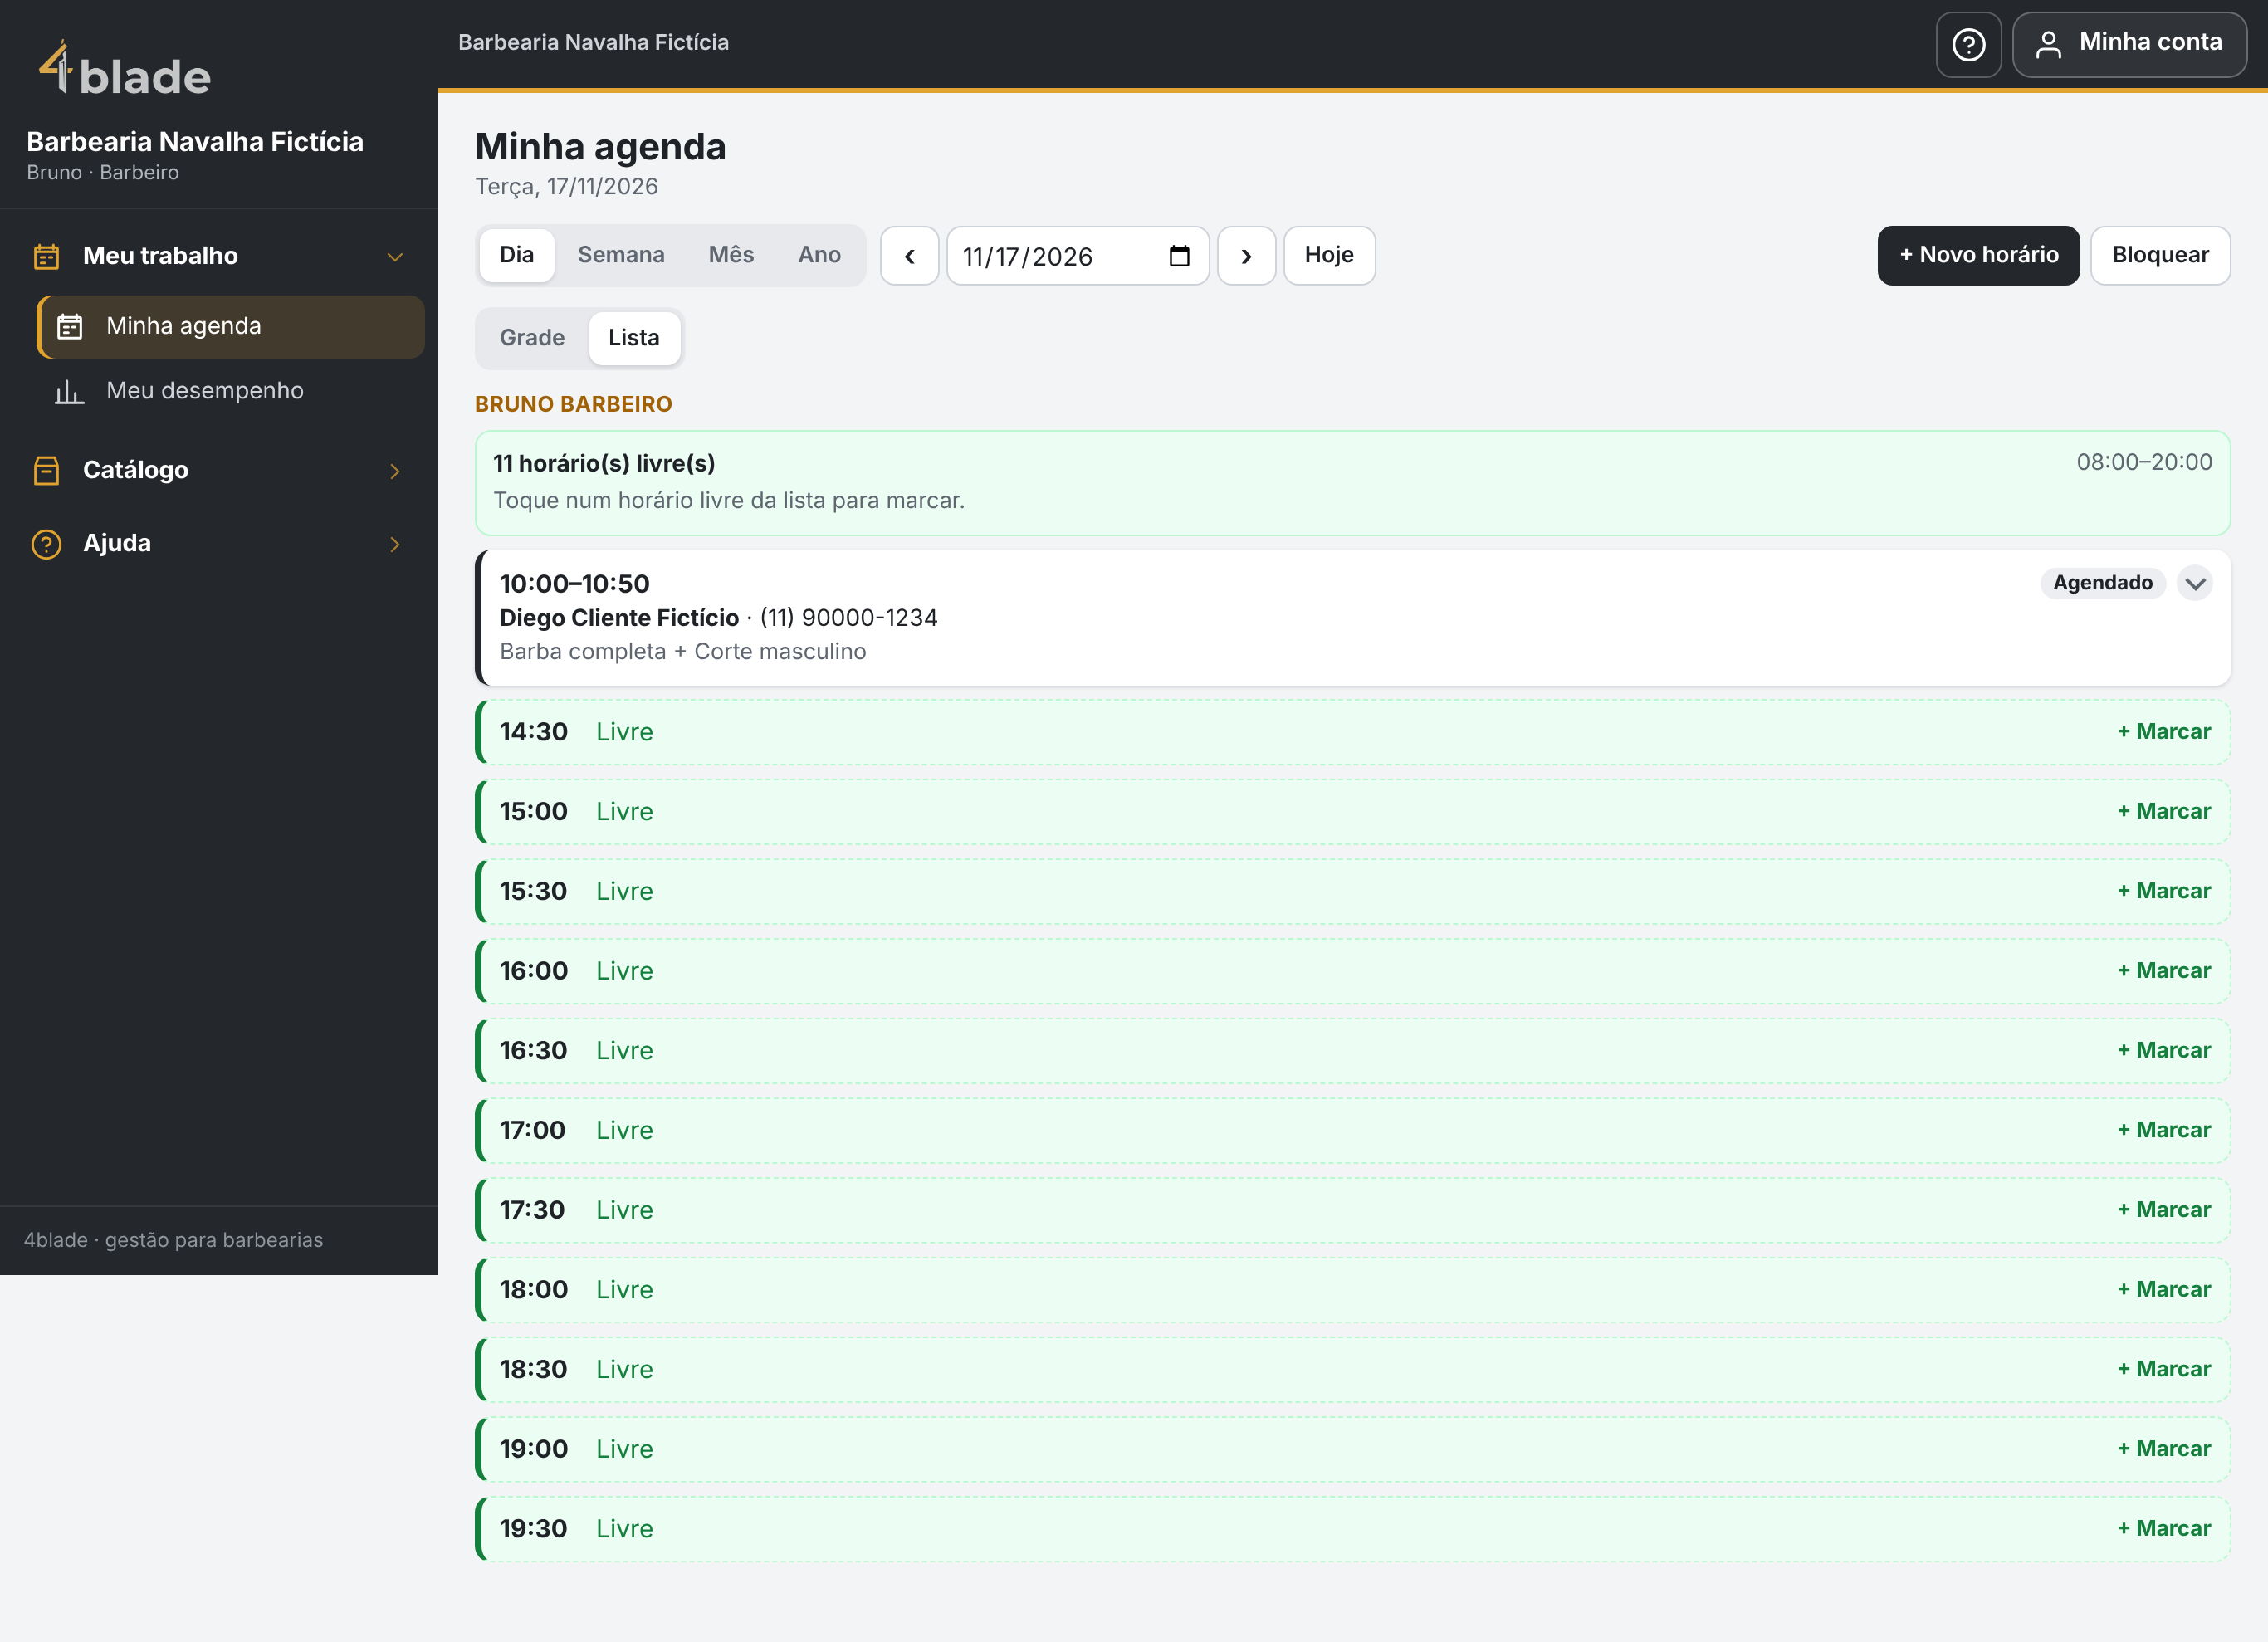 4blade
Barbearia Navalha Fictícia
Bruno · Barbeiro
Meu trabalho
Minha agenda
Meu desempenho
Catálogo
Ajuda
4blade · gestão para barbearias
Barbearia Navalha Fictícia
Minha conta
Minha agenda
Terça, 17/11/2026
Dia Semana Mês Ano ‹ 11/17/2026 › Hoje + Novo horário Bloquear
Grade Lista
BRUNO BARBEIRO
11 horário(s) livre(s) 08:00–20:00
Toque num horário livre da lista para marcar.
10:00–10:50 Agendado
Diego Cliente Fictício · (11) 90000-1234
Barba completa + Corte masculino
14:30 Livre + Marcar
15:00 Livre + Marcar
15:30 Livre + Marcar
16:00 Livre + Marcar
16:30 Livre + Marcar
17:00 Livre + Marcar
17:30 Livre + Marcar
18:00 Livre + Marcar
18:30 Livre + Marcar
19:00 Livre + Marcar
19:30 Livre + Marcar